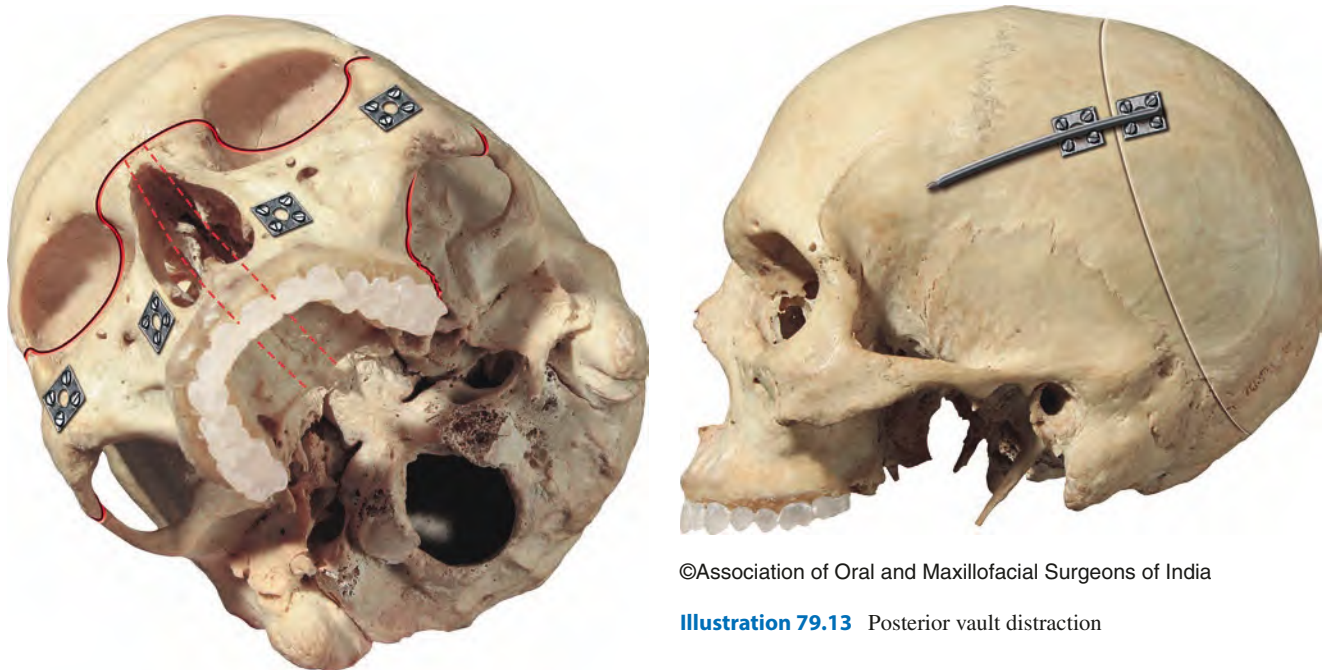 ©Association of Oral and Maxillofacial Surgeons of India
Illustration 79.13 Posterior vault distraction